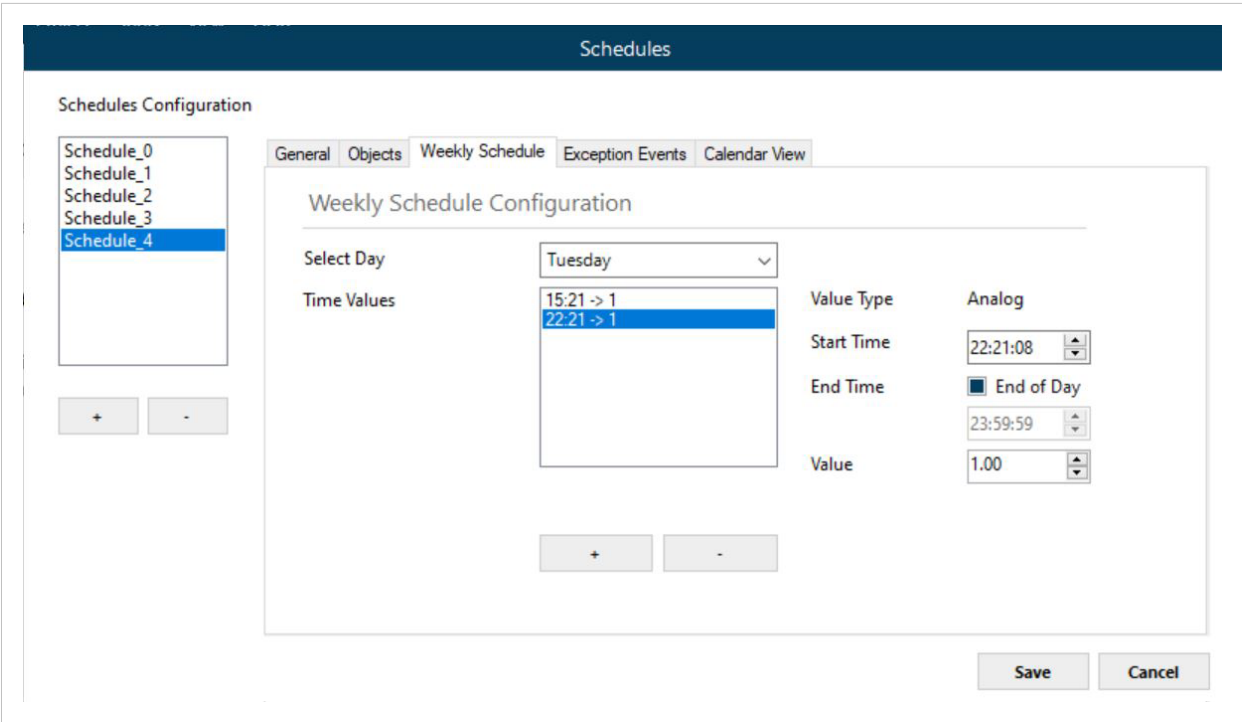 Schedules
Schedules Configuration
Schedule_0
Schedule_1
Schedule_2
Schedule_3
Schedule_4
+ -
General Objects Weekly Schedule Exception Events Calendar View
Weekly Schedule Configuration
Select Day Tuesday
Time Values
15:21 -> 1
22:21 -> 1
+ -
Value Type Analog
Start Time 22:21:08
End Time End of Day
23:59:59
Value 1.00
Save Cancel